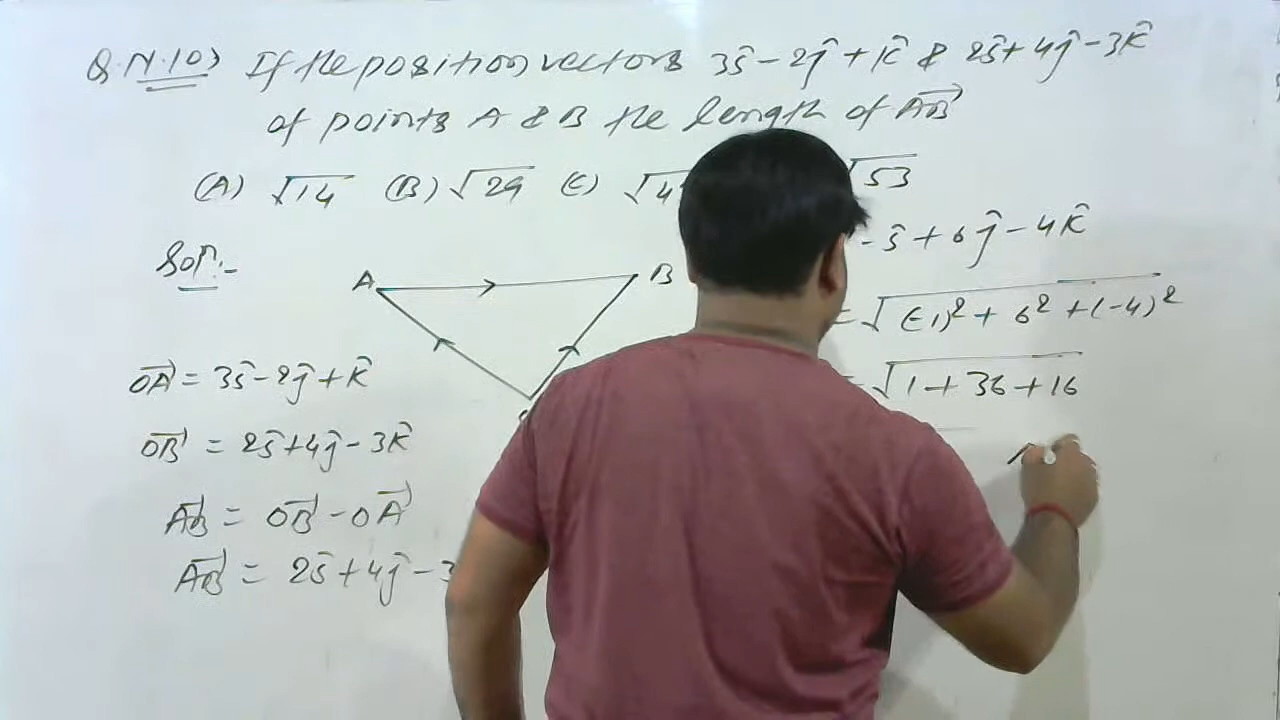 Q.N.10) If the position vectors 3î-2ĵ+k̂ & 2î+4ĵ-3k̂
of points A & B the length of AB⃗
(A) √14 (B) √29 (C) √53
Solⁿ:-
A B
OA⃗ = 3î-2ĵ+k̂
OB⃗ = 2î+4ĵ-3k̂
AB⃗ = OB⃗ - OA⃗
AB⃗ = 2î+4ĵ-3
-î+6ĵ-4k̂
= √(-1)²+6²+(-4)²
= √1+36+16